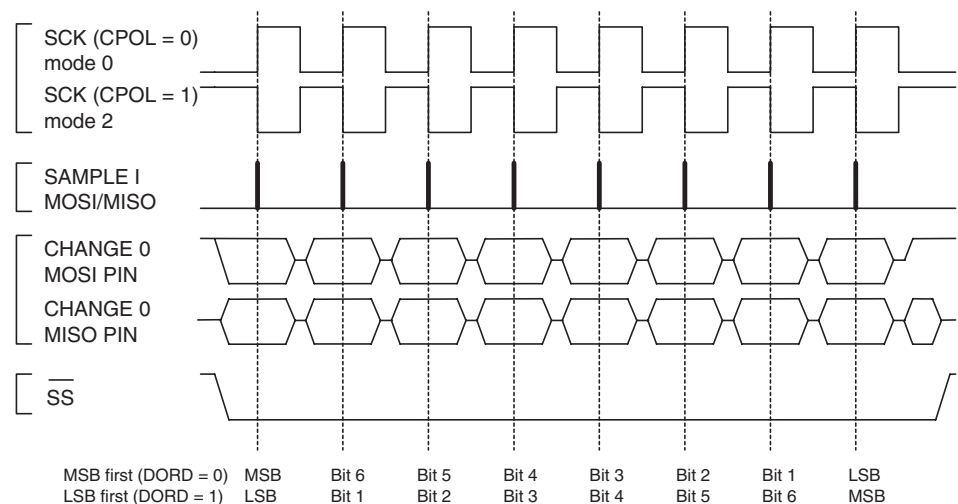 SCK (CPOL = 0)
mode 0
SCK (CPOL = 1)
mode 2
SAMPLE I
MOSI/MISO
CHANGE 0
MOSI PIN
CHANGE 0
MISO PIN
SS
MSB first (DORD = 0) MSB Bit 6 Bit 5 Bit 4 Bit 3 Bit 2 Bit 1 LSB
LSB first (DORD = 1) LSB Bit 1 Bit 2 Bit 3 Bit 4 Bit 5 Bit 6 MSB